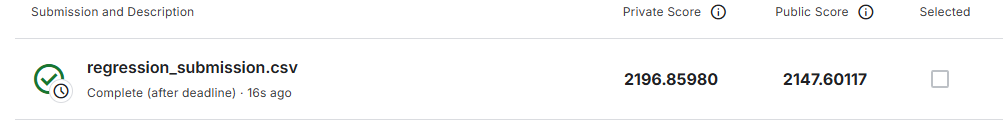 Submission and Description Private Score Public Score Selected
regression_submission.csv 2196.85980 2147.60117
Complete (after deadline) · 16s ago